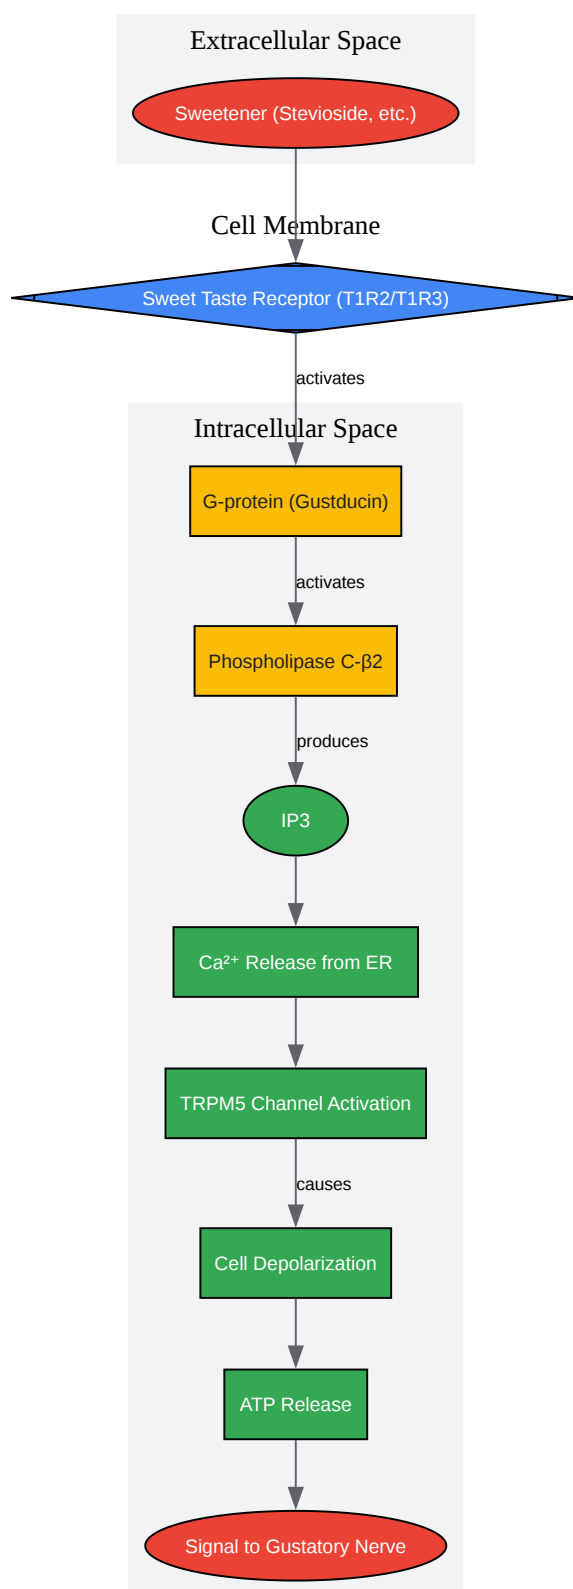 Extracellular Space
Sweetener (Stevioside, etc.)
Cell Membrane
Sweet Taste Receptor (T1R2/T1R3)
activates
Intracellular Space
G-protein (Gustducin)
activates
Phospholipase C-β2
produces
IP3
Ca²⁺ Release from ER
TRPM5 Channel Activation
causes
Cell Depolarization
ATP Release
Signal to Gustatory Nerve